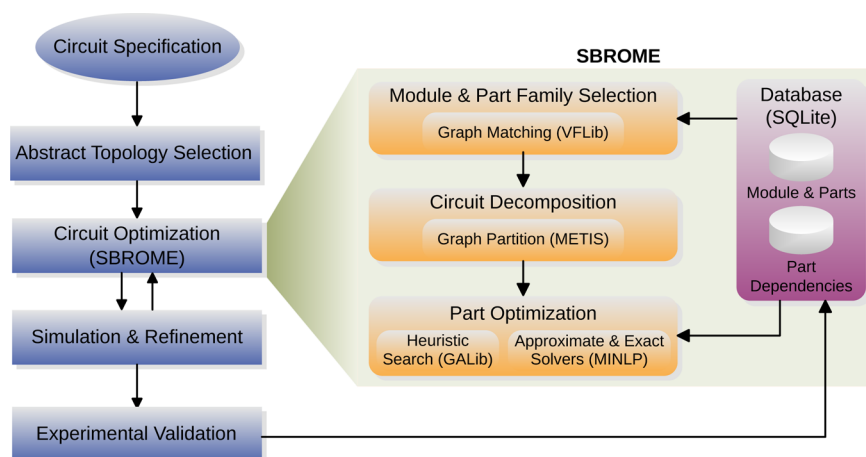 Circuit Specification
Abstract Topology Selection
Circuit Optimization
(SBROME)
Simulation & Refinement
Experimental Validation
SBROME
Module & Part Family Selection
Graph Matching (VFLib)
Circuit Decomposition
Graph Partition (METIS)
Part Optimization
Heuristic
Search (GALib)
Approximate & Exact
Solvers (MINLP)
Database
(SQLite)
Module & Parts
Part
Dependencies